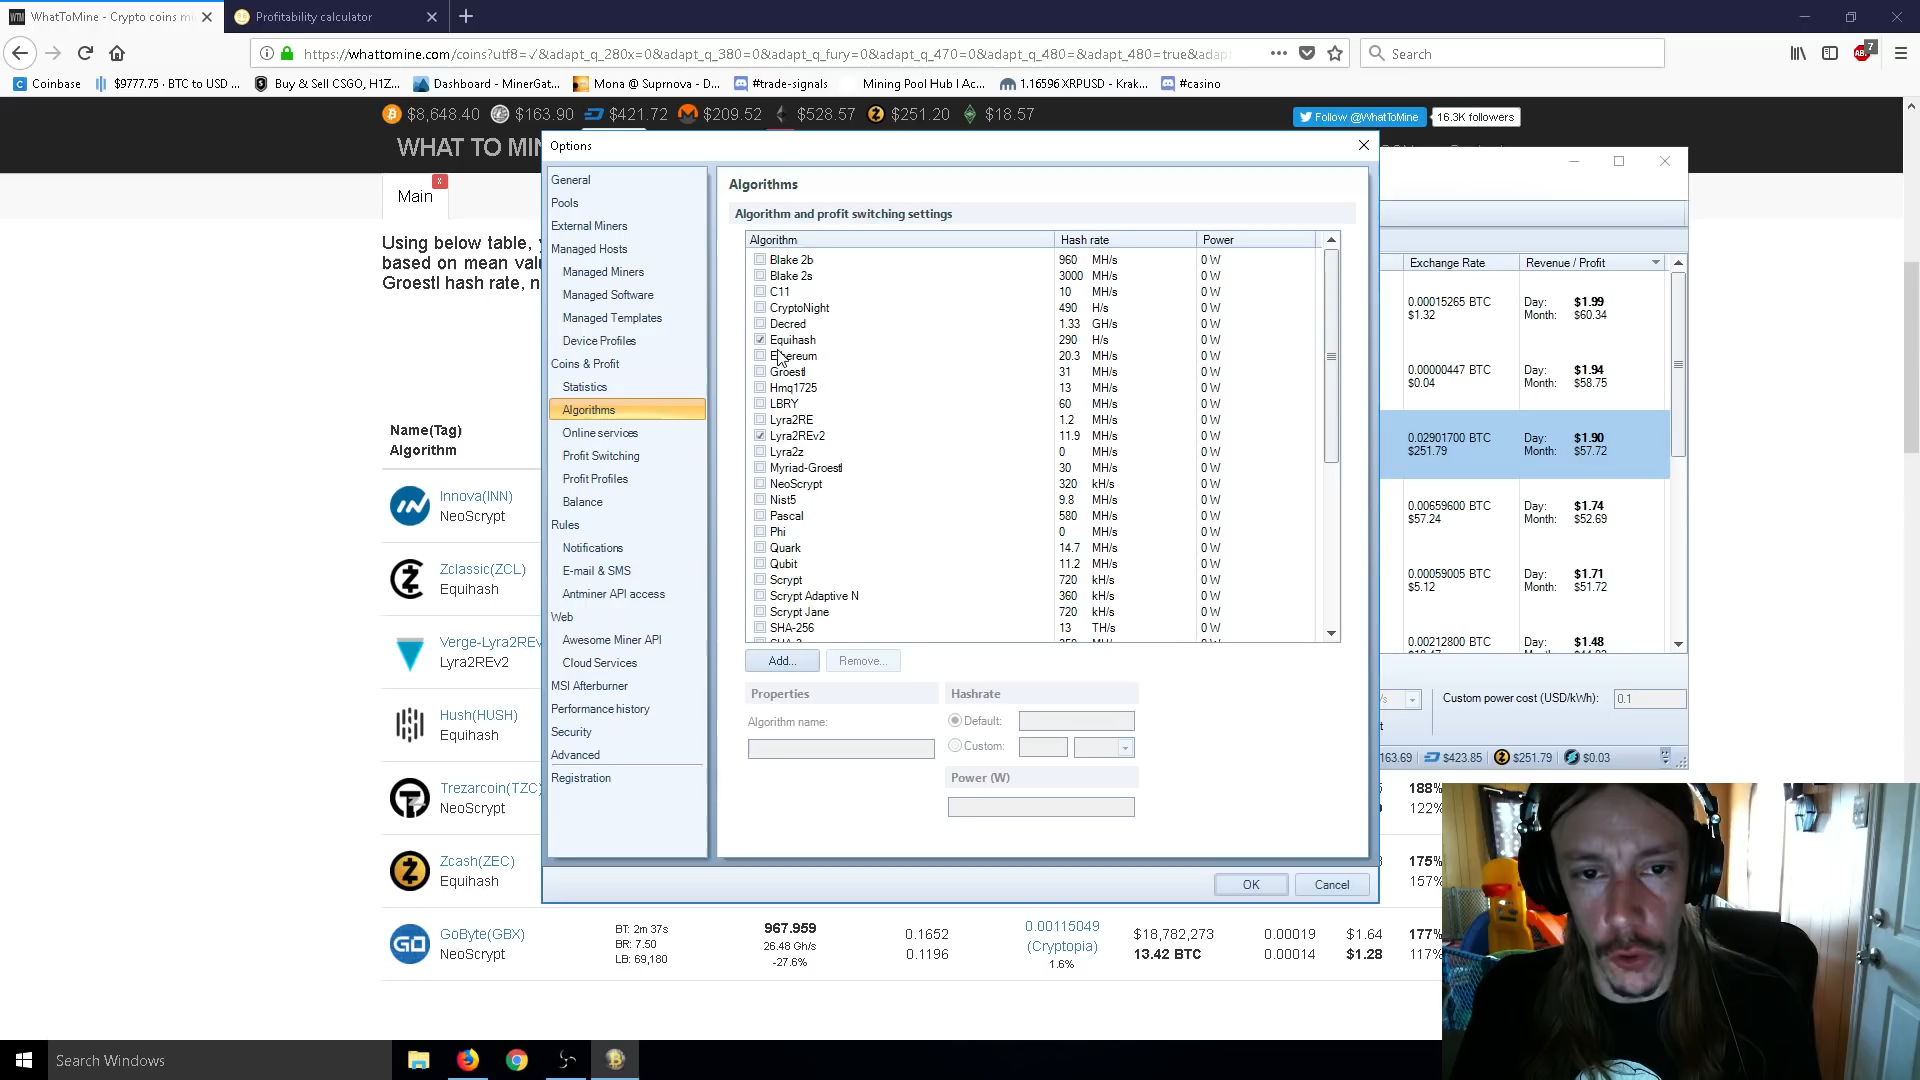 WhatToMine - Crypto coins mi
Profitability calculator
https://whattomine.com/coins?utf8=✓&adapt_q_280x=0&adapt_q_380=0&adapt_q_fury=0&adapt_q_470=0&adapt_q_480=&adapt_480=true&adapt
Search
7
Coinbase
$9777.75 · BTC to USD ...
Buy & Sell CSGO, H1Z...
Dashboard - MinerGat...
Mona @ Suprnova - D...
#trade-signals
Mining Pool Hub | Ac...
1.16596 XRPUSD - Krak...
#casino
$8,648.40 $163.90 $421.72 $209.52 $528.57 $251.20 $18.57
Follow @WhatToMine
16.3K followers
WHAT TO MIN
Main
x
Using below table, y
based on mean valu
Groestl hash rate, n
Name(Tag)
Algorithm
Innova(INN)
NeoScrypt
Zclassic(ZCL)
Equihash
Verge-Lyra2REv
Lyra2REv2
Hush(HUSH)
Equihash
Trezarcoin(TZC)
NeoScrypt
Zcash(ZEC)
Equihash
GoByte(GBX)
NeoScrypt
BT: 2m 37s
BR: 7.50
LB: 69,180
967.959
26.48 Gh/s
-27.6%
0.1652
0.1196
0.00115049
(Cryptopia)
1.6%
$18,782,273
13.42 BTC
0.00019
0.00014
$1.64
$1.28
177%
117%
188%
122%
175%
157%
Options
General
Pools
External Miners
Managed Hosts
Managed Miners
Managed Software
Managed Templates
Device Profiles
Coins & Profit
Statistics
Algorithms
Online services
Profit Switching
Profit Profiles
Balance
Rules
Notifications
E-mail & SMS
Antminer API access
Web
Awesome Miner API
Cloud Services
MSI Afterburner
Performance history
Security
Advanced
Registration
Algorithms
Algorithm and profit switching settings
Algorithm Hash rate Power
Blake 2b 960 MH/s 0 W
Blake 2s 3000 MH/s 0 W
C11 10 MH/s 0 W
CryptoNight 490 H/s 0 W
Decred 1.33 GH/s 0 W
Equihash 290 H/s 0 W
Ethereum 20.3 MH/s 0 W
Groestl 31 MH/s 0 W
Hmq1725 13 MH/s 0 W
LBRY 60 MH/s 0 W
Lyra2RE 1.2 MH/s 0 W
Lyra2REv2 11.9 MH/s 0 W
Lyra2z 0 MH/s 0 W
Myriad-Groestl 30 MH/s 0 W
NeoScrypt 320 kH/s 0 W
Nist5 9.8 MH/s 0 W
Pascal 580 MH/s 0 W
Phi 0 MH/s 0 W
Quark 14.7 MH/s 0 W
Qubit 11.2 MH/s 0 W
Scrypt 720 kH/s 0 W
Scrypt Adaptive N 360 kH/s 0 W
Scrypt Jane 720 kH/s 0 W
SHA-256 13 TH/s 0 W
Add...
Remove...
Properties
Algorithm name:
Hashrate
Default:
Custom:
Power (W)
OK
Cancel
Exchange Rate Revenue / Profit
0.00015265 BTC Day: $1.99
$1.32 Month: $60.34
0.00000447 BTC Day: $1.94
$0.04 Month: $58.75
0.02901700 BTC Day: $1.90
$251.79 Month: $57.72
0.00659600 BTC Day: $1.74
$57.24 Month: $52.69
0.00059005 BTC Day: $1.71
$5.12 Month: $51.72
0.00212800 BTC Day: $1.48
Custom power cost (USD/kWh): 0.1
163.69 $423.85 $251.79 $0.03
Search Windows